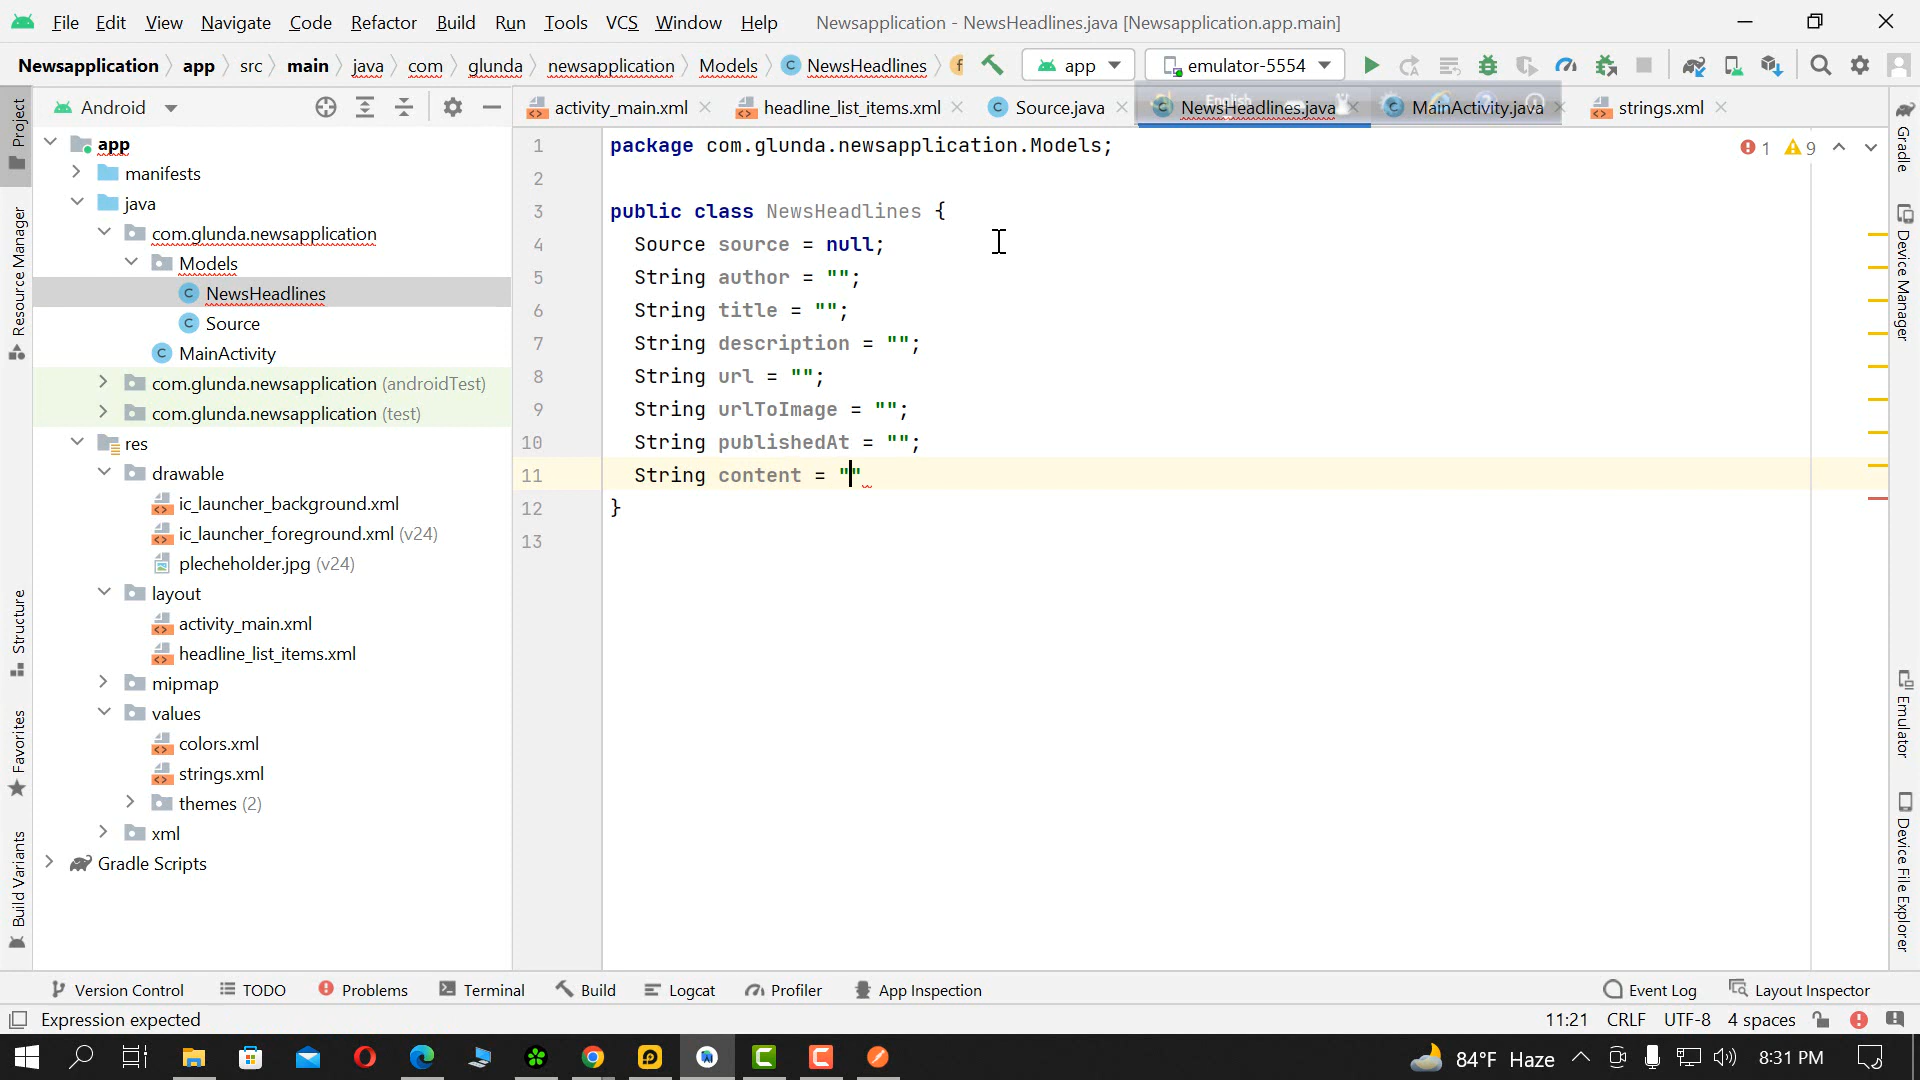 File Edit View Navigate Code Refactor Build Run Tools VCS Window Help Newsapplication - NewsHeadlines.java [Newsapplication.app.main]
Newsapplication app src main java com glunda newsapplication Models NewsHeadlines f app emulator-5554
Android
activity_main.xml headline_list_items.xml Source.java NewsHeadlines.java MainActivity.java strings.xml
Project
Resource Manager
Structure
Favorites
Build Variants
app
manifests
java
com.glunda.newsapplication
Models
NewsHeadlines
Source
MainActivity
com.glunda.newsapplication (androidTest)
com.glunda.newsapplication (test)
res
drawable
ic_launcher_background.xml
ic_launcher_foreground.xml (v24)
plecheholder.jpg (v24)
layout
activity_main.xml
headline_list_items.xml
mipmap
values
colors.xml
strings.xml
themes (2)
xml
Gradle Scripts
1 package com.glunda.newsapplication.Models;
2
3 public class NewsHeadlines {
4 Source source = null;
5 String author = "";
6 String title = "";
7 String description = "";
8 String url = "";
9 String urlToImage = "";
10 String publishedAt = "";
11 String content = ""
12 }
13
1 9
Gradle
Device Manager
Emulator
Device File Explorer
Version Control TODO Problems Terminal Build Logcat Profiler App Inspection Event Log Layout Inspector
Expression expected 11:21 CRLF UTF-8 4 spaces
84°F Haze 8:31 PM